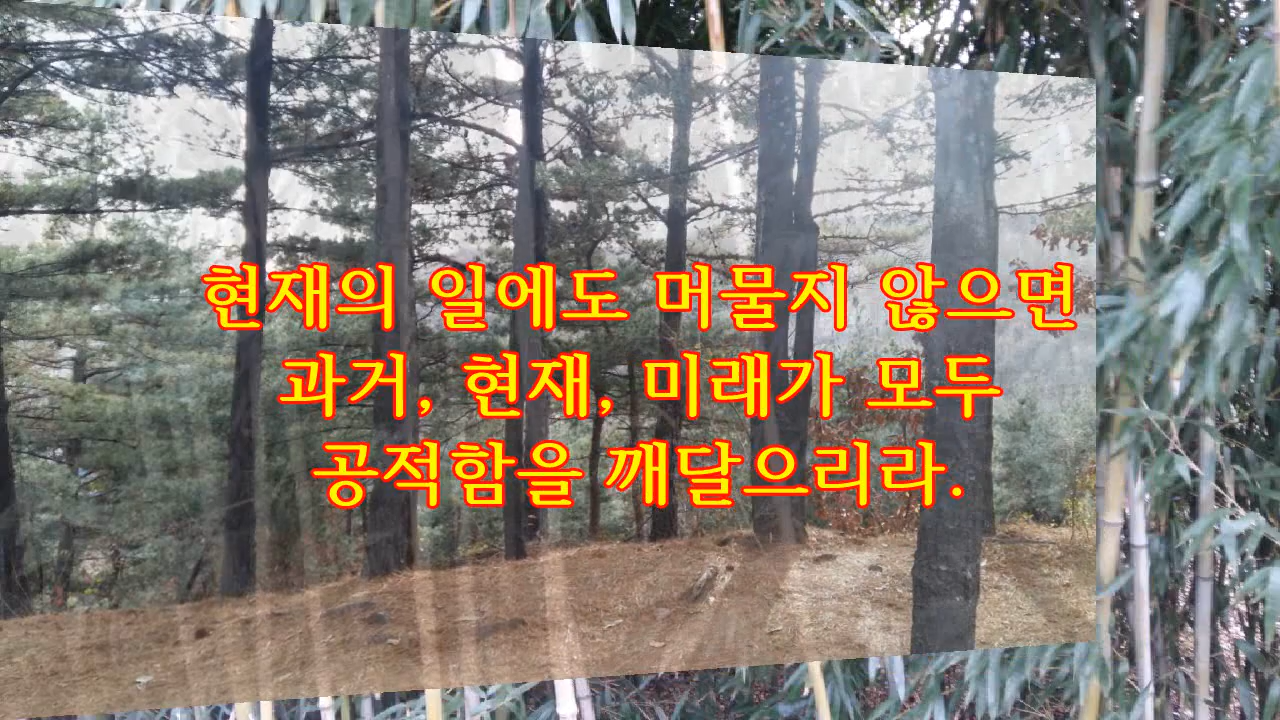 현재의 일에도 머물지 않으면
과거, 현재, 미래가 모두
공적함을 깨달으리라.